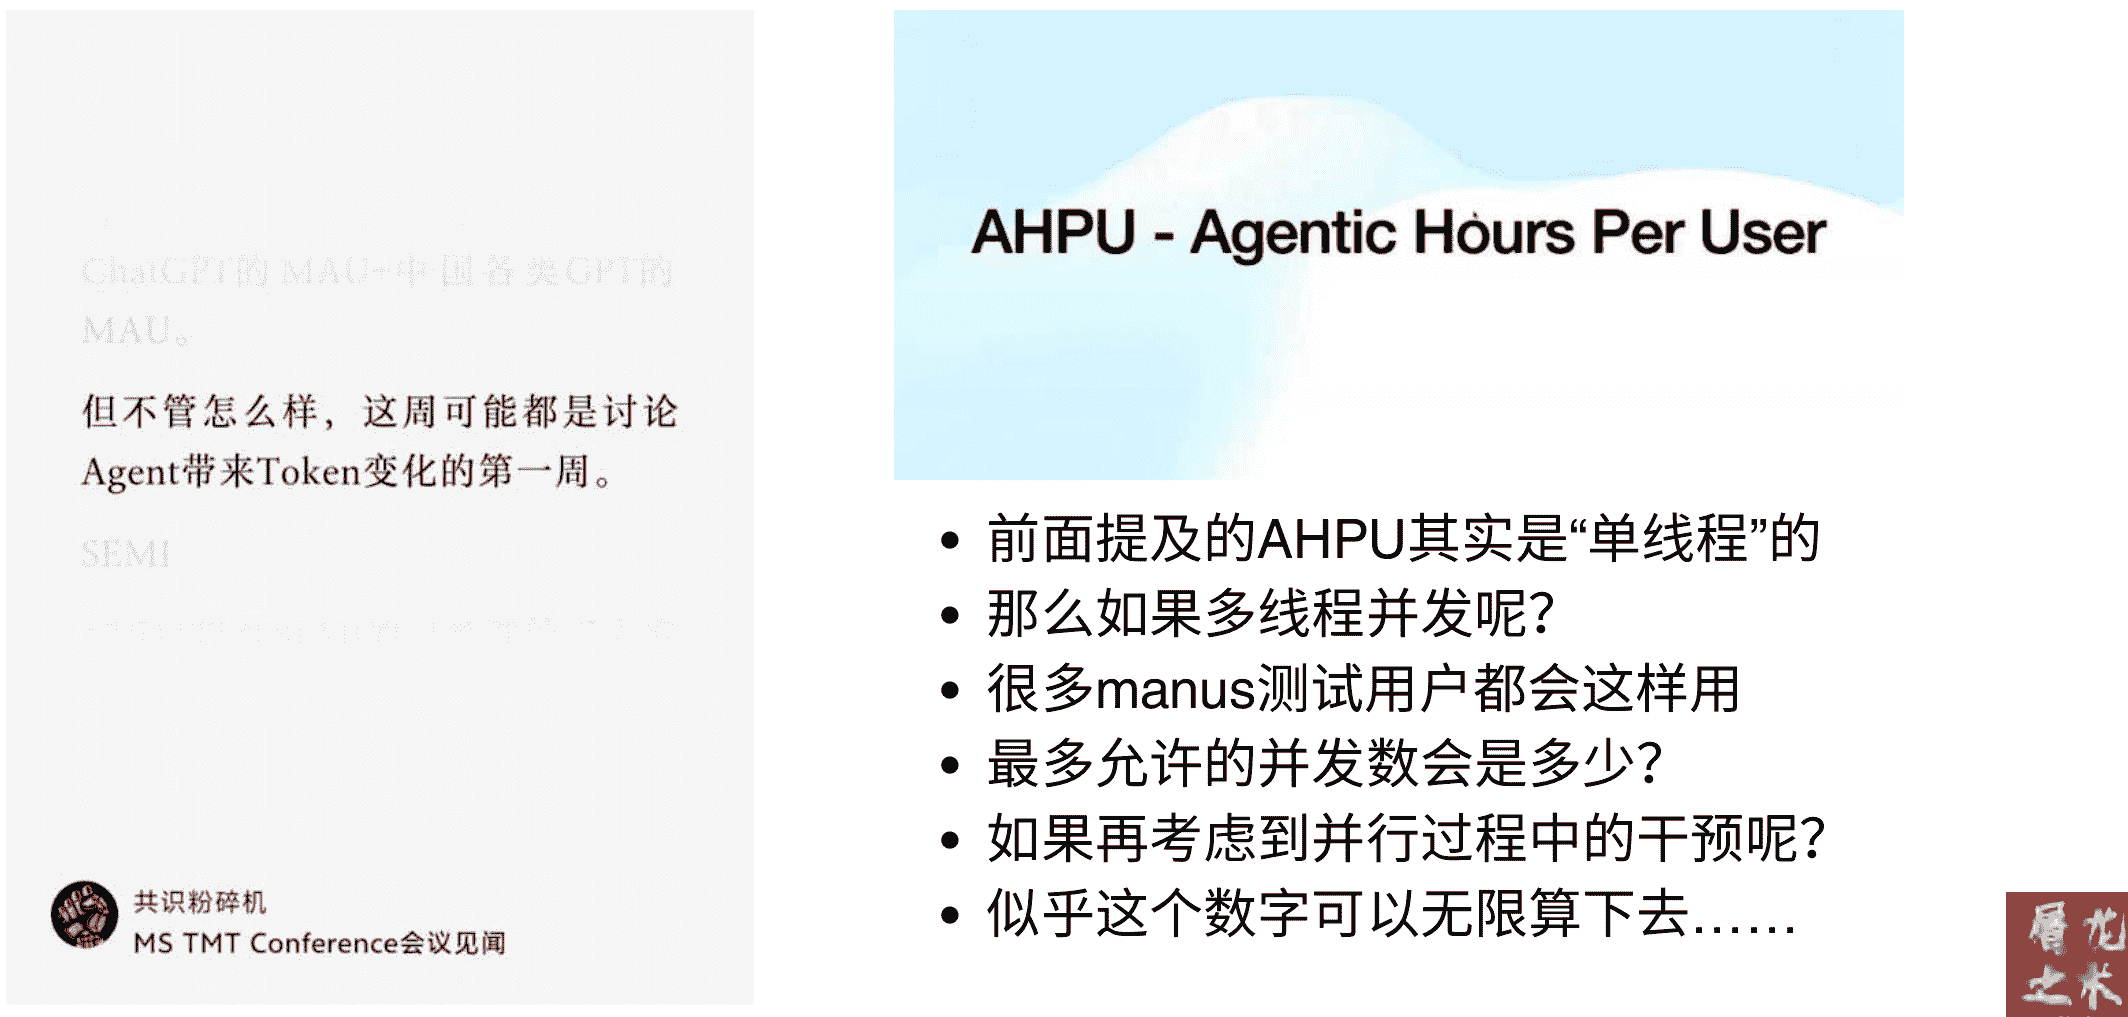 ChatGPT的 MAU+中国各类GPT的
MAU。
但不管怎么样，这周可能都是讨论
Agent带来Token变化的第一周。
SEMI
共识粉碎机
MS TMT Conference会议见闻
AHPU - Agentic Hours Per User
• 前面提及的AHPU其实是“单线程”的
• 那么如果多线程并发呢？
• 很多manus测试用户都会这样用
• 最多允许的并发数会是多少？
• 如果再考虑到并行过程中的干预呢？
• 似乎这个数字可以无限算下去……
屠龙
之术